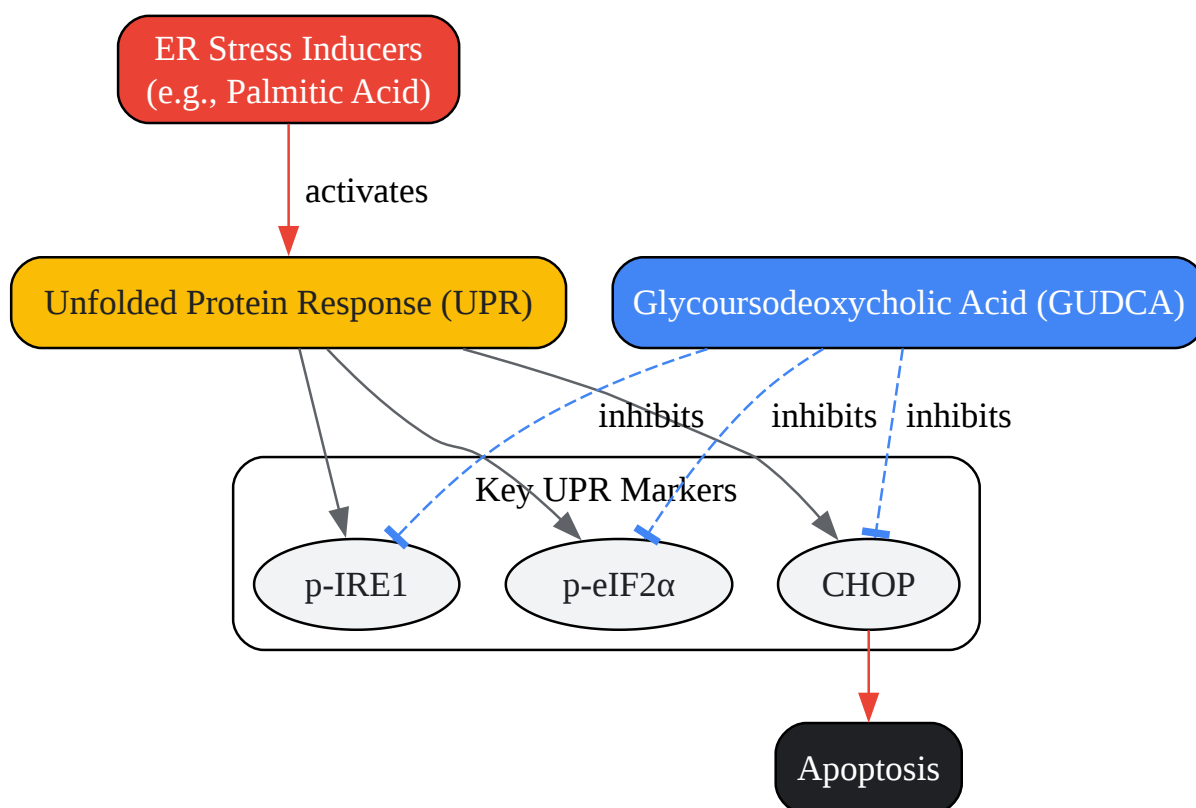 ER Stress Inducers
(e.g., Palmitic Acid)
activates
Unfolded Protein Response (UPR)
Glycoursodeoxycholic Acid (GUDCA)
inhibits
inhibits
inhibits
Key UPR Markers
p-IRE1
p-eIF2α
CHOP
Apoptosis